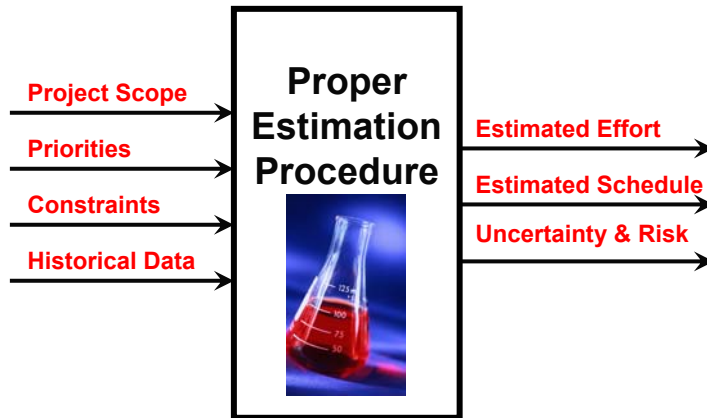 Project Scope
Priorities
Constraints
Historical Data
Proper
Estimation
Procedure
125
100
75
50
Estimated Effort
Estimated Schedule
Uncertainty & Risk